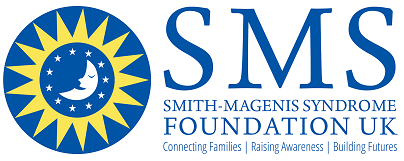 SMS
SMITH-MAGENIS SYNDROME
FOUNDATION UK
Connecting Families | Raising Awareness | Building Futures